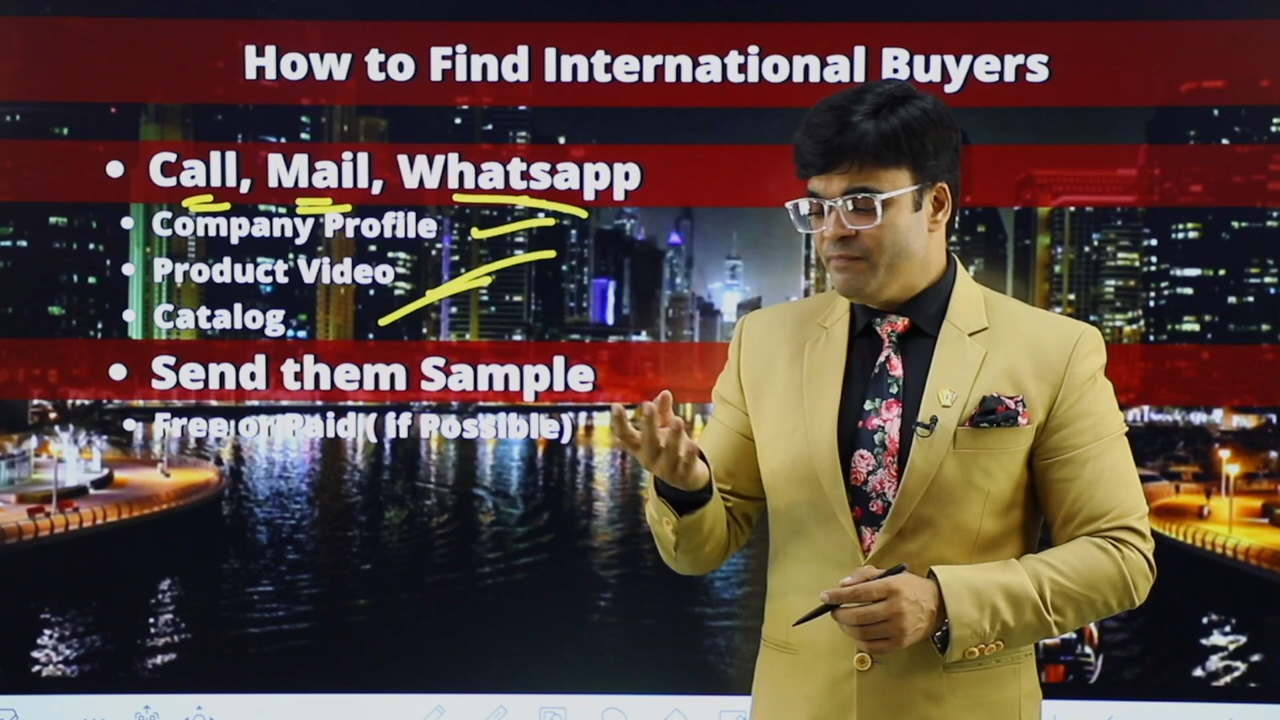 How to Find International Buyers
• Call, Mail, Whatsapp
• Company Profile
• Product Video
• Catalog
• Send them Sample
• Free or Paid ( if Possible)